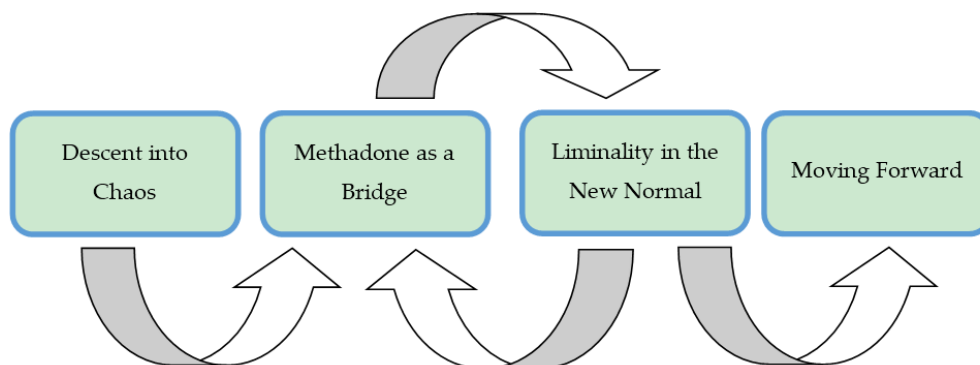 Descent into
Chaos
Methadone as a
Bridge
Liminality in the
New Normal
Moving Forward